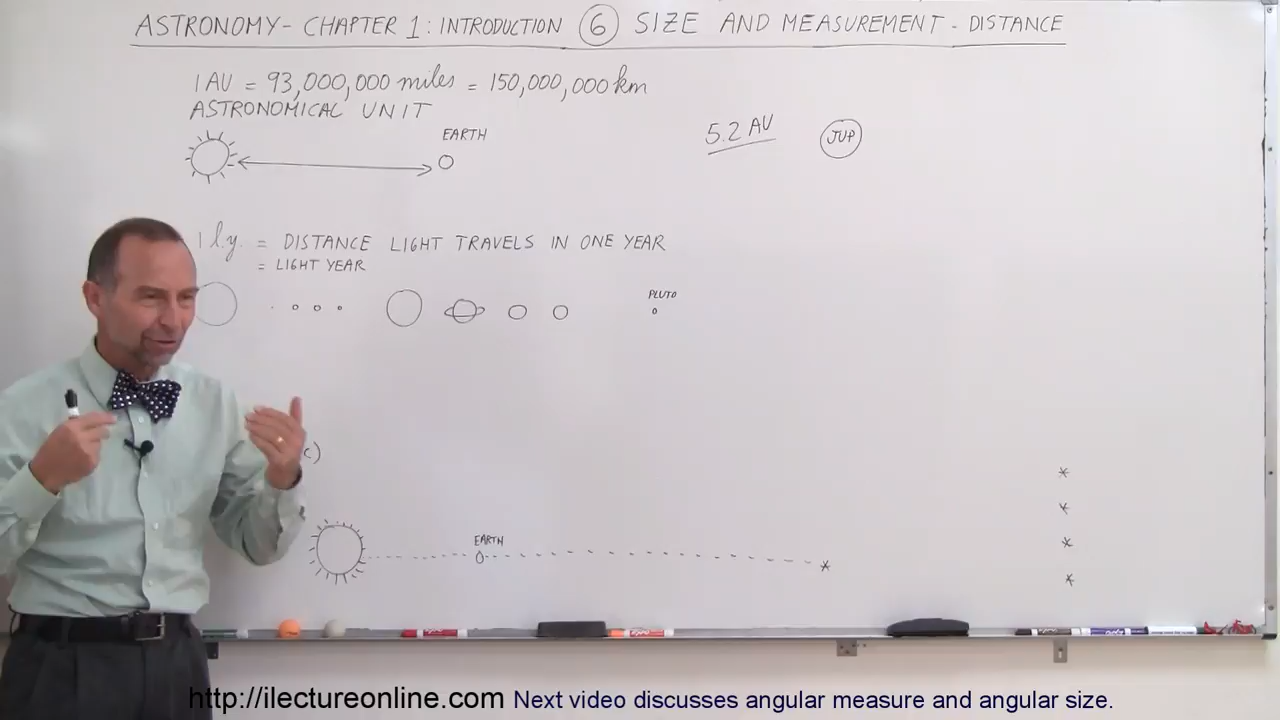 ASTRONOMY - CHAPTER 1: INTRODUCTION 6 SIZE AND MEASUREMENT - DISTANCE
1 AU = 93,000,000 miles = 150,000,000 km
ASTRONOMICAL UNIT
EARTH
5.2 AU
JUP
1 l.y. = DISTANCE LIGHT TRAVELS IN ONE YEAR
= LIGHT YEAR
PLUTO
c)
EARTH
http://ilectureonline.com Next video discusses angular measure and angular size.